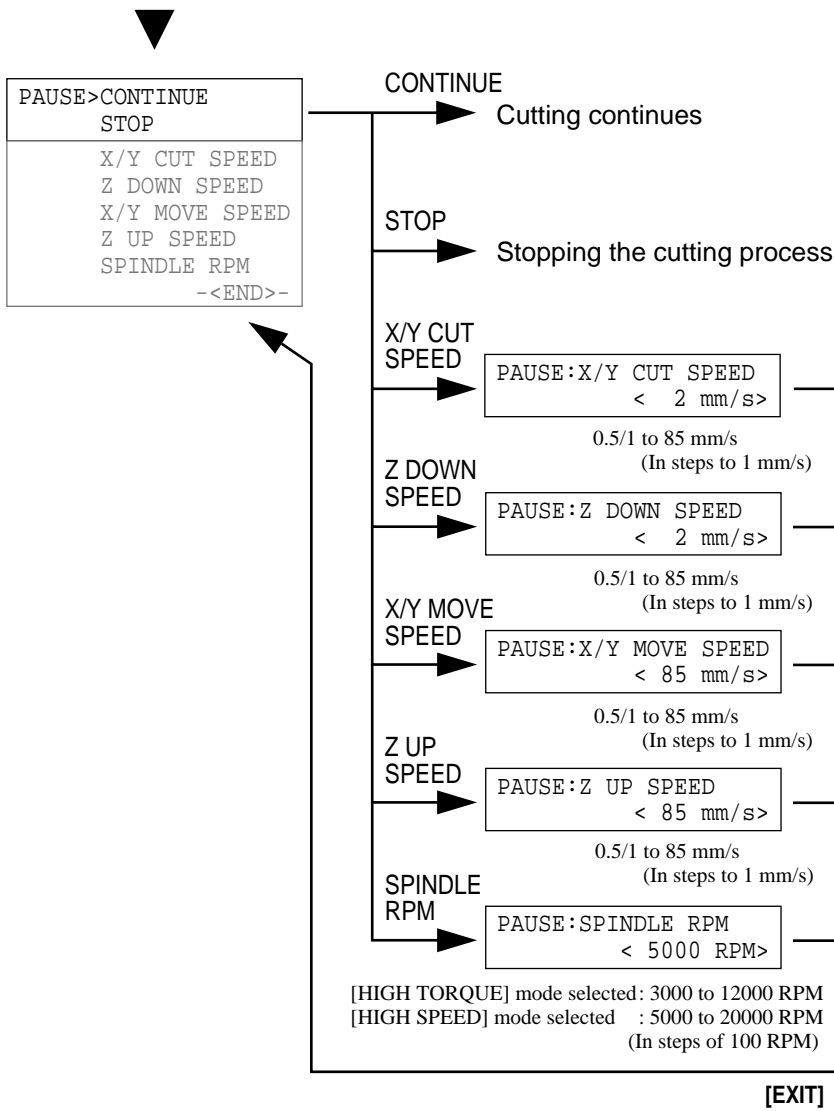 PAUSE>CONTINUE
STOP
X/Y CUT SPEED
Z DOWN SPEED
X/Y MOVE SPEED
Z UP SPEED
SPINDLE RPM
-<END>-
CONTINUE
Cutting continues
STOP
Stopping the cutting process
X/Y CUT
SPEED
PAUSE:X/Y CUT SPEED
<  2 mm/s>
0.5/1 to 85 mm/s
(In steps to 1 mm/s)
Z DOWN
SPEED
PAUSE:Z DOWN SPEED
<  2 mm/s>
0.5/1 to 85 mm/s
(In steps to 1 mm/s)
X/Y MOVE
SPEED
PAUSE:X/Y MOVE SPEED
< 85 mm/s>
0.5/1 to 85 mm/s
(In steps to 1 mm/s)
Z UP
SPEED
PAUSE:Z UP SPEED
< 85 mm/s>
0.5/1 to 85 mm/s
(In steps to 1 mm/s)
SPINDLE
RPM
PAUSE:SPINDLE RPM
< 5000 RPM>
[HIGH TORQUE] mode selected: 3000 to 12000 RPM
[HIGH SPEED] mode selected : 5000 to 20000 RPM
(In steps of 100 RPM)
[EXIT]